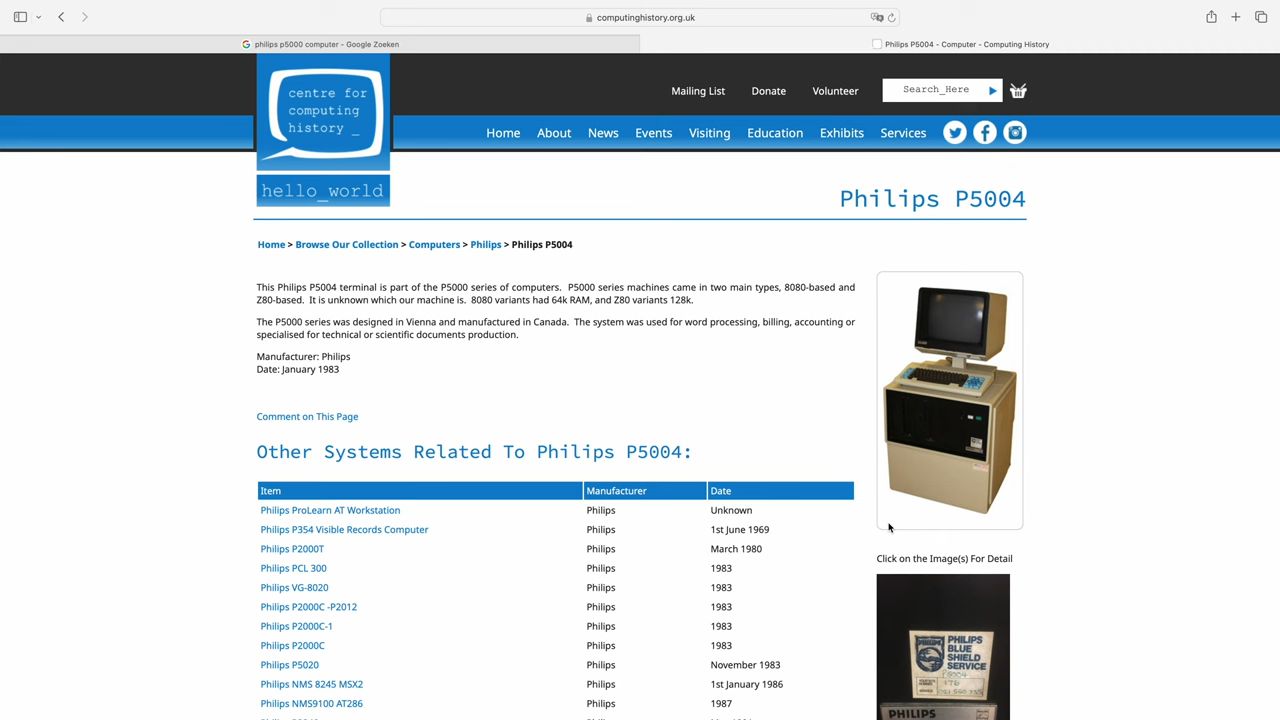 computinghistory.org.uk
philips p5000 computer - Google Zoeken
Philips P5004 - Computer - Computing History
centre for
computing
history _
hello_world
Mailing List
Donate
Volunteer
Search_Here
Home
About
News
Events
Visiting
Education
Exhibits
Services
Philips P5004
Home > Browse Our Collection > Computers > Philips > Philips P5004
This Philips P5004 terminal is part of the P5000 series of computers. P5000 series machines came in two main types, 8080-based and
Z80-based. It is unknown which our machine is. 8080 variants had 64k RAM, and Z80 variants 128k.
The P5000 series was designed in Vienna and manufactured in Canada. The system was used for word processing, billing, accounting or
specialised for technical or scientific documents production.
Manufacturer: Philips
Date: January 1983
Comment on This Page
Other Systems Related To Philips P5004:
Item Manufacturer Date
Philips ProLearn AT Workstation Philips Unknown
Philips P354 Visible Records Computer Philips 1st June 1969
Philips P2000T Philips March 1980
Philips PCL 300 Philips 1983
Philips VG-8020 Philips 1983
Philips P2000C -P2012 Philips 1983
Philips P2000C-1 Philips 1983
Philips P2000C Philips 1983
Philips P5020 Philips November 1983
Philips NMS 8245 MSX2 Philips 1st January 1986
Philips NMS9100 AT286 Philips 1987
Click on the Image(s) For Detail
PHILIPS
BLUE
SHIELD
SERVICE
P5004
PHILIPS